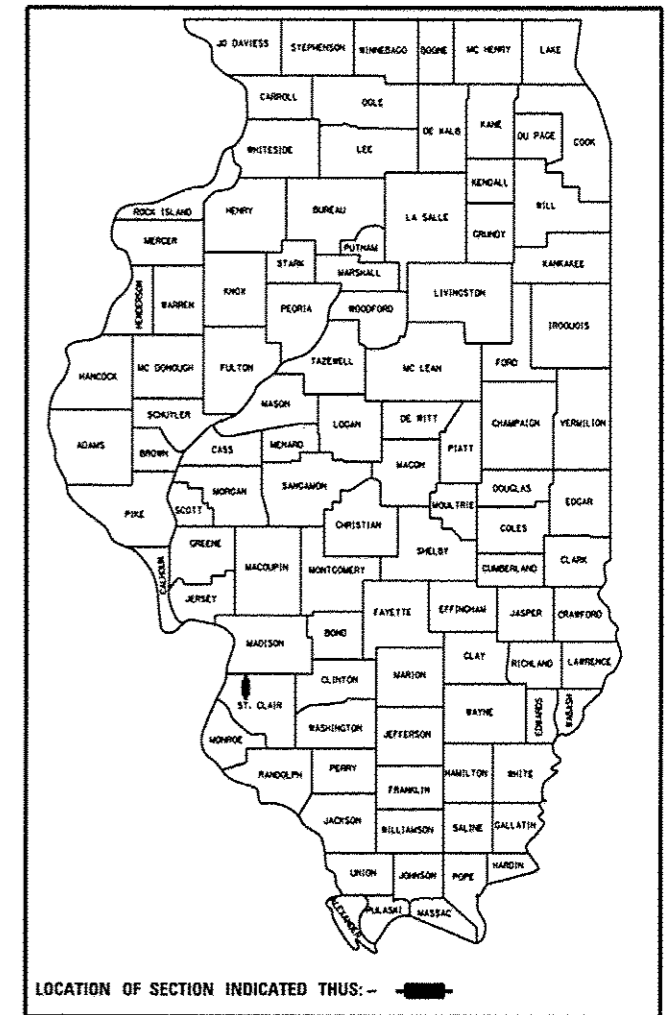 JO DAVIESS STEPHENSON WINNEBAGO BOONE MC HENRY LAKE
CARROLL OGLE DE KALB KANE DU PAGE COOK
WHITESIDE LEE KENDALL WILL
ROCK ISLAND HENRY BUREAU LA SALLE GRUNDY
MERCER PUTNAM KANKAKEE
STARK MARSHALL
HENDERSON WARREN KNOX PEORIA WOODFORD LIVINGSTON IROQUOIS
HANCOCK MC DONOUGH FULTON TAZEWELL MC LEAN FORD
SCHUYLER MASON LOGAN DE WITT CHAMPAIGN VERMILION
ADAMS BROWN CASS MENARD PIATT
MACON
PIKE SCOTT MORGAN SANGAMON MOULTRIE DOUGLAS EDGAR
CHRISTIAN COLES
CALHOUN GREENE MACOUPIN MONTGOMERY SHELBY CUMBERLAND CLARK
JERSEY FAYETTE EFFINGHAM JASPER CRAWFORD
MADISON BOND
CLAY RICHLAND LAWRENCE
CLINTON MARION
ST. CLAIR WAYNE EDWARDS WABASH
MONROE WASHINGTON JEFFERSON
RANDOLPH PERRY HAMILTON WHITE
FRANKLIN
JACKSON WILLIAMSON SALINE GALLATIN
UNION JOHNSON POPE HARDIN
ALEXANDER PULASKI MASSAC
LOCATION OF SECTION INDICATED THUS: -